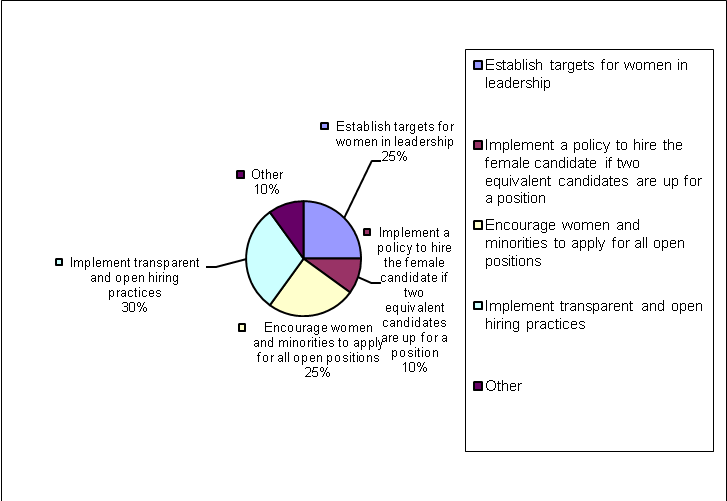 Establish targets for
women in leadership
25%
Implement a
policy to hire
the female
candidate if
two
equivalent
candidates
are up for a
position
10%
Encourage women
and minorities to apply
for all open positions
25%
Implement transparent
and open hiring
practices
30%
Other
10%
Establish targets for women in
leadership
Implement a policy to hire the
female candidate if two
equivalent candidates are up for
a position
Encourage women and
minorities to apply for all open
positions
Implement transparent and open
hiring practices
Other